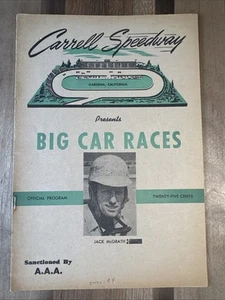 Carrell Speedway
GARDENA, CALIFORNIA
Presents
BIG CAR RACES
OFFICIAL PROGRAM
TWENTY-FIVE CENTS
JACK McGRATH
Sanctioned By
A.A.A.